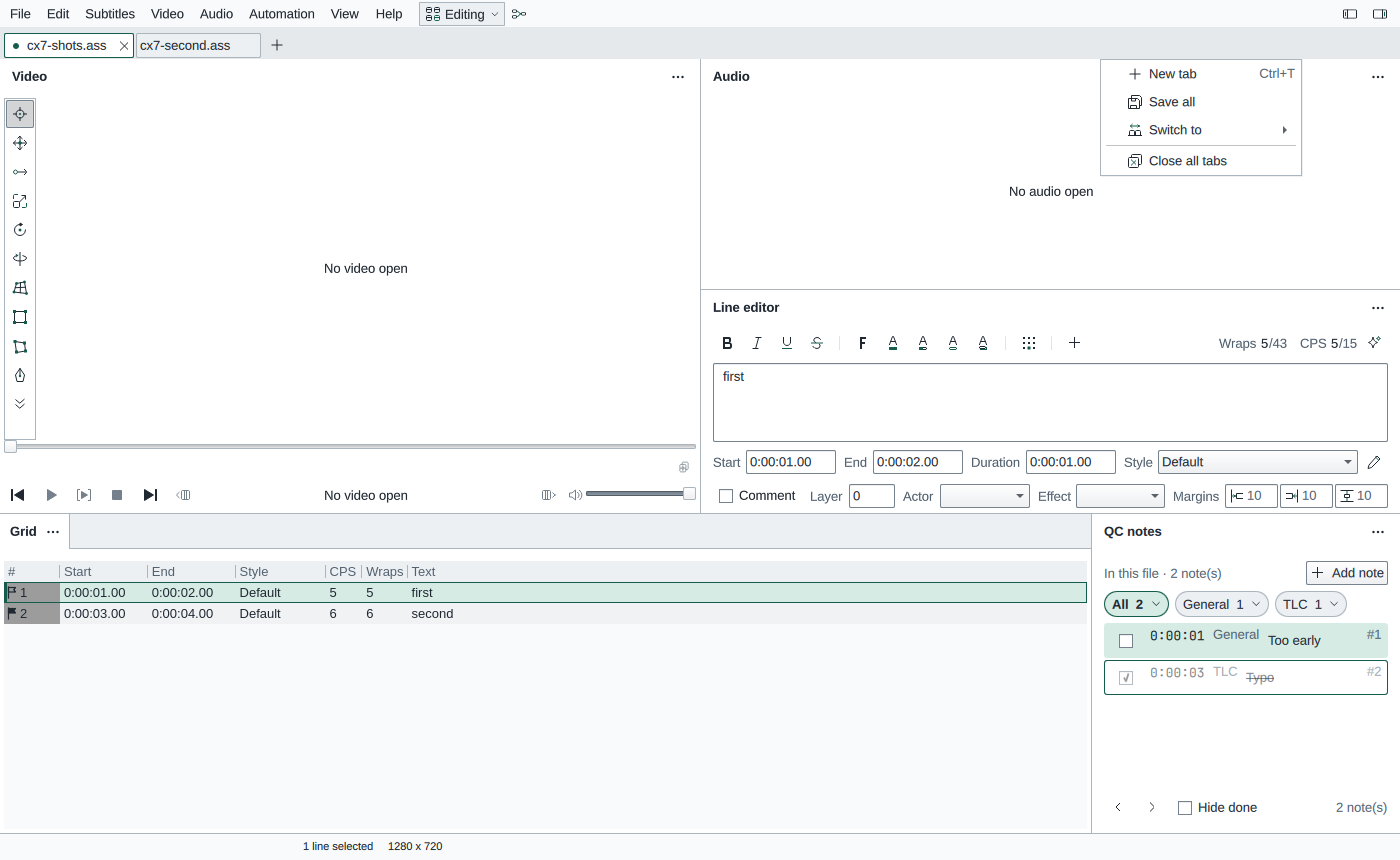 File Edit Subtitles Video Audio Automation View Help Editing
cx7-shots.ass cx7-second.ass
Video
Audio
New tab Ctrl+T
Save all
Switch to
Close all tabs
No audio open
No video open
Line editor
B I U S F A A A A Wraps 5/43 CPS 5/15
first
Start 0:00:01.00 End 0:00:02.00 Duration 0:00:01.00 Style Default
No video open
Comment Layer 0 Actor Effect Margins 10 10 10
Grid
# Start End Style CPS Wraps Text
1 0:00:01.00 0:00:02.00 Default 5 5 first
2 0:00:03.00 0:00:04.00 Default 6 6 second
QC notes
In this file · 2 note(s) Add note
All 2 General 1 TLC 1
0:00:01 General Too early #1
0:00:03 TLC Typo #2
Hide done 2 note(s)
1 line selected 1280 x 720